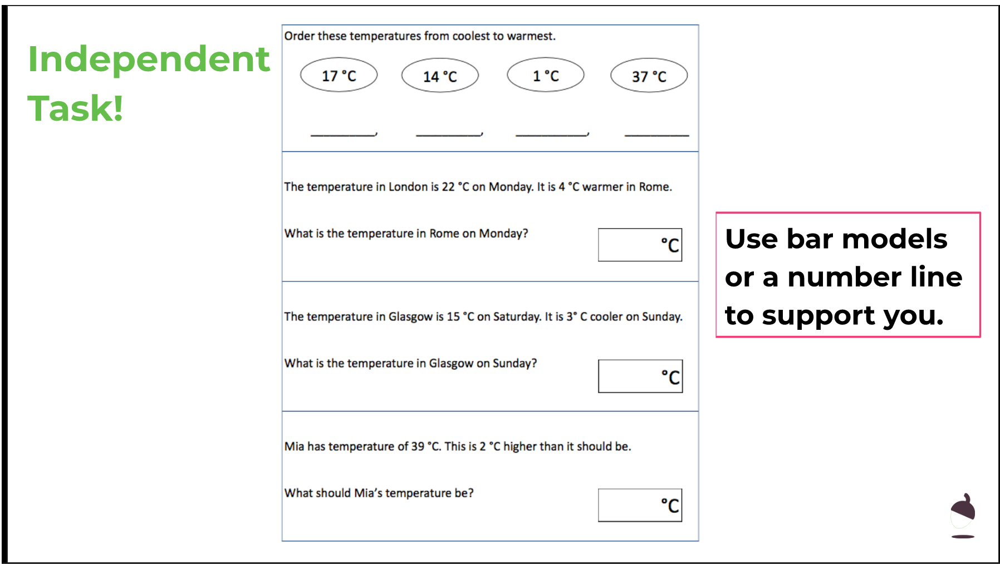 Independent
Task!
Order these temperatures from coolest to warmest.
17 °C 14 °C 1 °C 37 °C
__________, __________, ___________, __________
The temperature in London is 22 °C on Monday. It is 4 °C warmer in Rome.
What is the temperature in Rome on Monday?
°C
The temperature in Glasgow is 15 °C on Saturday. It is 3° C cooler on Sunday.
What is the temperature in Glasgow on Sunday?
°C
Mia has temperature of 39 °C. This is 2 °C higher than it should be.
What should Mia’s temperature be?
°C
Use bar models
or a number line
to support you.